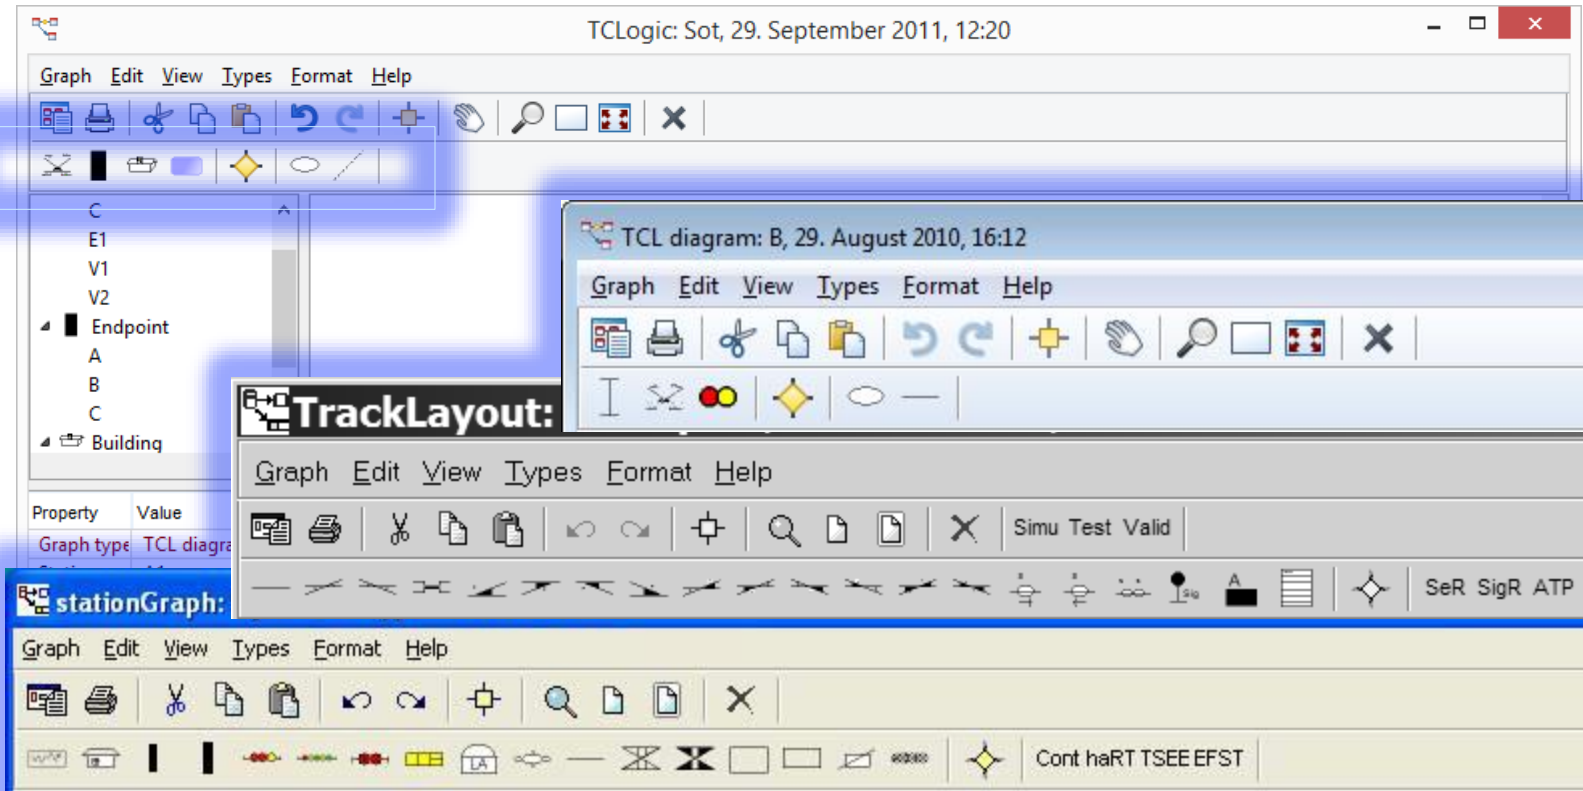 TCLogic: Sot, 29. September 2011, 12:20
Graph Edit View Types Format Help
C
E1
V1
V2
Endpoint
A
B
C
Building
Property Value
Graph type TCL diagra
TCL diagram: B, 29. August 2010, 16:12
Graph Edit View Types Format Help
TrackLayout:
Graph Edit View Types Format Help
Simu Test Valid
Sig
A
SeR SigR ATP
stationGraph:
Graph Edit View Types Format Help
LA
Cont haRT TSEE EFST